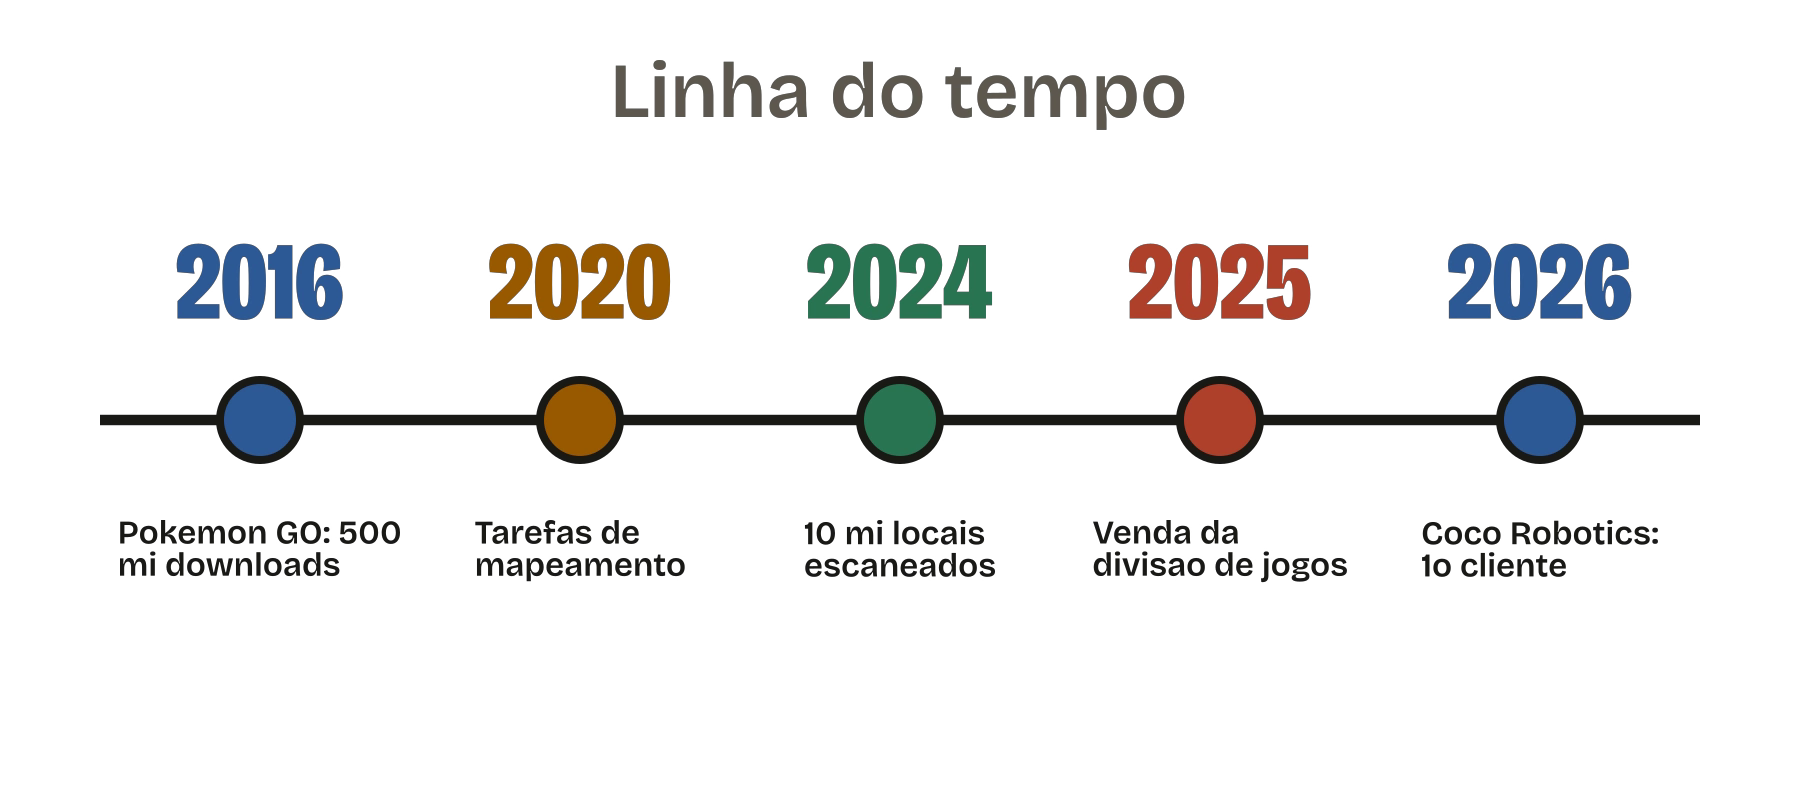 Linha do tempo
2016
2020
2024
2025
2026
Pokemon GO: 500
mi downloads
Tarefas de
mapeamento
10 mi locais
escaneados
Venda da
divisao de jogos
Coco Robotics:
1o cliente